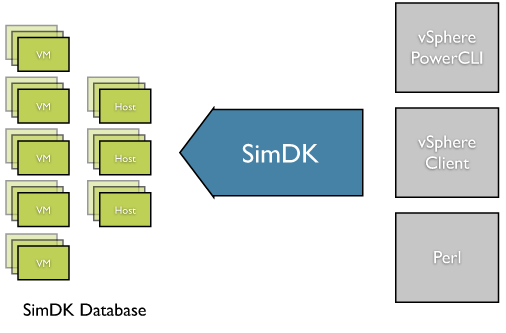 VM
VM
VM
VM
VM
Host
Host
Host
SimDK Database
SimDK
vSphere
PowerCLI
vSphere
Client
Perl